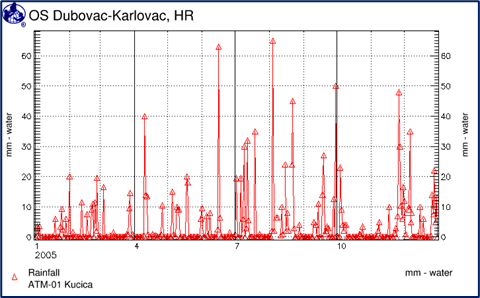 ® OS Dubovac-Karlovac, HR
mm - water
60
50
40
30
20
10
0
60
50
40
30
20
10
0
mm - water
1 4 7 10
2005
Rainfall mm - water
ATM-01 Kucica